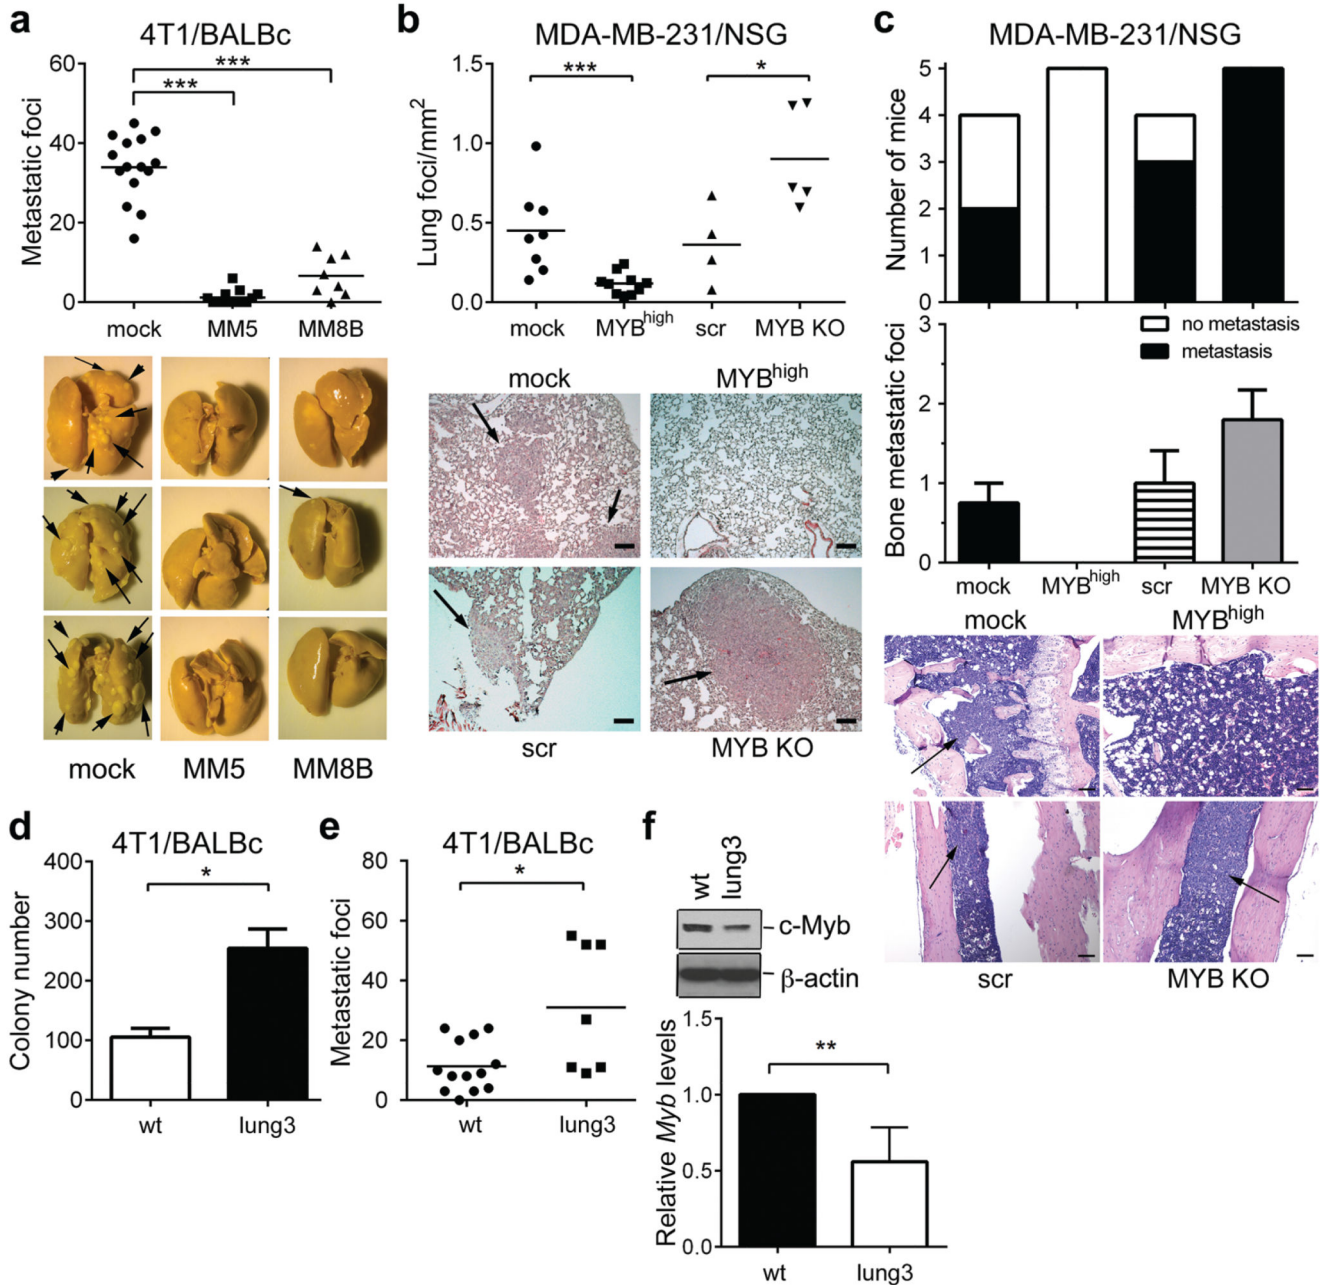 a
4T1/BALBc
Metastatic foci
60
40
20
0
***
***
mock MM5 MM8B
mock MM5 MM8B
b
MDA-MB-231/NSG
Lung foci/mm²
1.5
1.0
0.5
0.0
***
*
mock MYBhigh scr MYB KO
mock MYBhigh
scr MYB KO
c
MDA-MB-231/NSG
Number of mice
5
4
3
2
1
0
no metastasis
metastasis
Bone metastatic foci
3
2
1
0
mock MYBhigh scr MYB KO
mock MYBhigh
scr MYB KO
d
4T1/BALBc
Colony number
400
300
200
100
0
*
wt lung3
e
4T1/BALBc
Metastatic foci
80
60
40
20
0
*
wt lung3
f
wt lung3
c-Myb
β-actin
Relative Myb levels
1.5
1.0
0.5
0.0
**
wt lung3